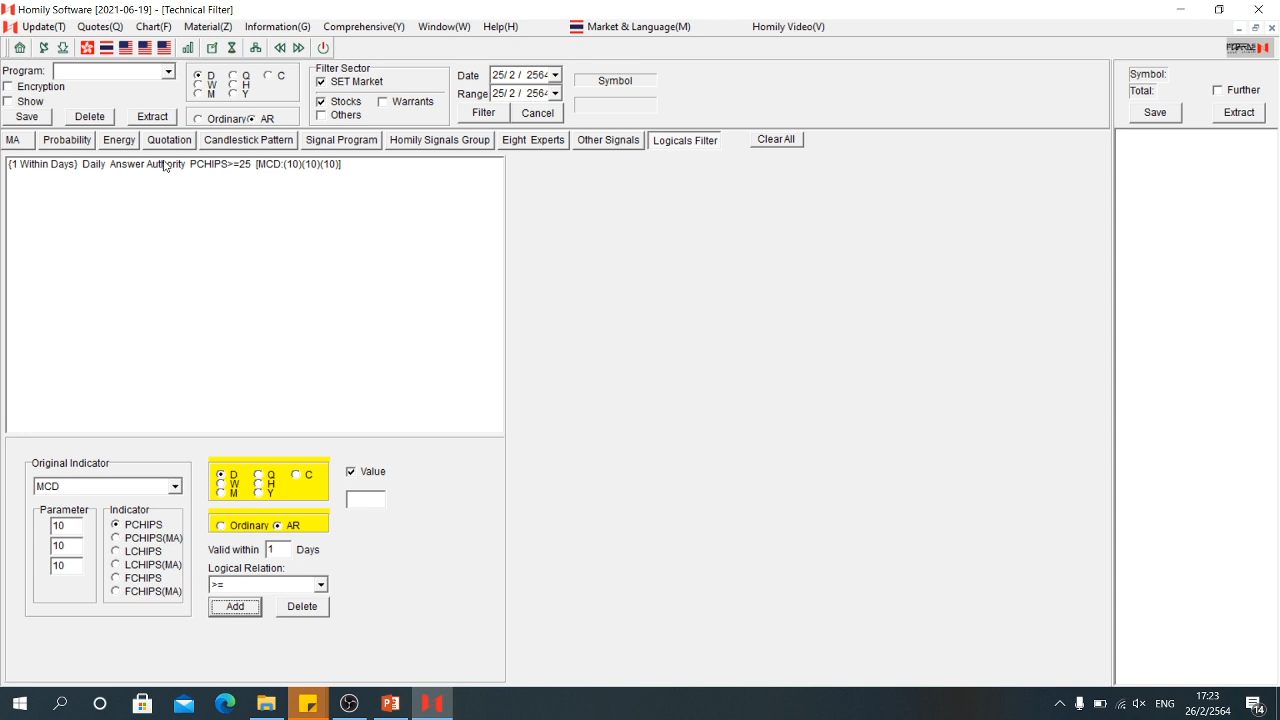 Homily Software [2021-06-19] - [Technical Filter]
Update(T) Quotes(Q) Chart(F) Material(Z) Information(G) Comprehensive(Y) Window(W) Help(H) Market & Language(M) Homily Video(V)
Program:
Encryption
Show
Save Delete Extract
D Q C
W H
M Y
Ordinary AR
Filter Sector
SET Market
Stocks Warrants
Others
Date 25/ 2 / 2564
Range 25/ 2 / 2564
Filter Cancel
Symbol
Symbol:
Total: Further
Save Extract
MA Probability Energy Quotation Candlestick Pattern Signal Program Homily Signals Group Eight Experts Other Signals Logicals Filter Clear All
{1 Within Days} Daily Answer Authority PCHIPS>=25 [MCD:(10)(10)(10)]
Original Indicator
MCD
Parameter
10
10
10
Indicator
PCHIPS
PCHIPS(MA)
LCHIPS
LCHIPS(MA)
FCHIPS
FCHIPS(MA)
D Q C
W H
M Y
Ordinary AR
Value
Valid within 1 Days
Logical Relation:
>=
Add Delete
ENG
17:23
26/2/2564